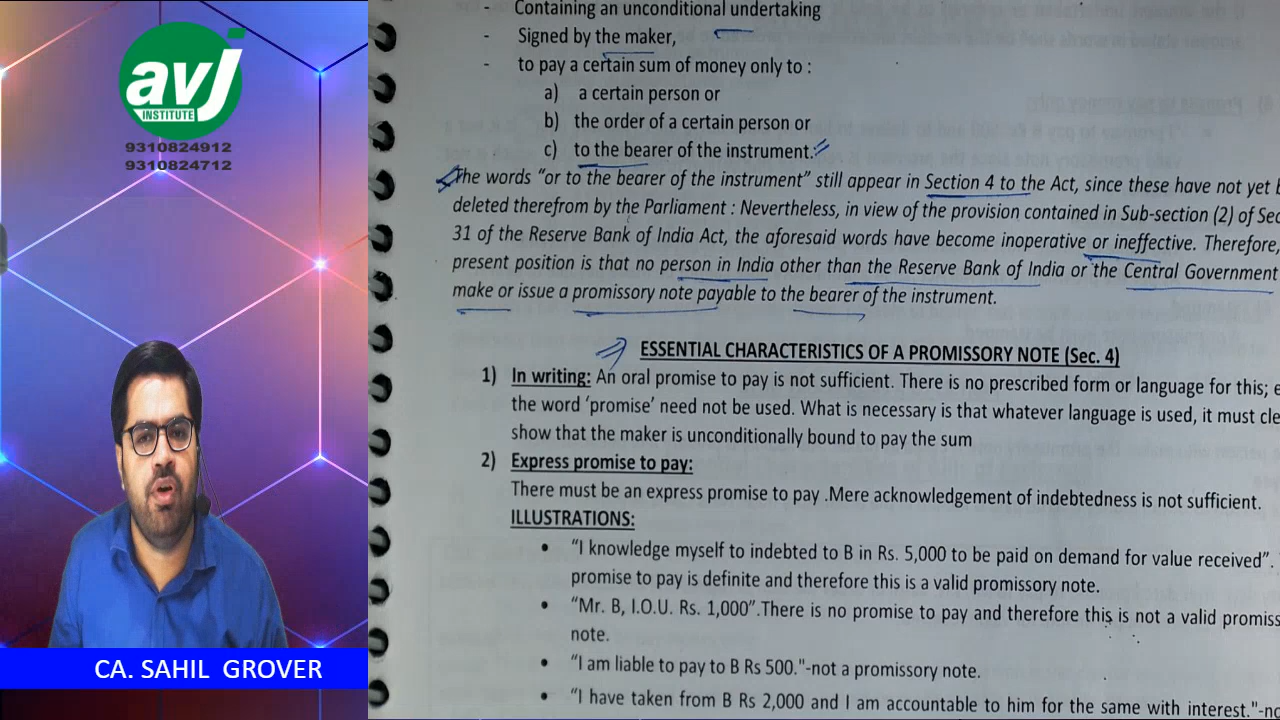 avj
INSTITUTE
9310824912
9310824712
CA. SAHIL GROVER
- Containing an unconditional undertaking
- Signed by the maker,
- to pay a certain sum of money only to :
a) a certain person or
b) the order of a certain person or
c) to the bearer of the instrument.
The words "or to the bearer of the instrument" still appear in Section 4 to the Act, since these have not yet
deleted therefrom by the Parliament : Nevertheless, in view of the provision contained in Sub-section (2) of
31 of the Reserve Bank of India Act, the aforesaid words have become inoperative or ineffective. Therefore,
present position is that no person in India other than the Reserve Bank of India or the Central Government
make or issue a promissory note payable to the bearer of the instrument.
ESSENTIAL CHARACTERISTICS OF A PROMISSORY NOTE (Sec. 4)
1) In writing: An oral promise to pay is not sufficient. There is no prescribed form or language for this;
the word 'promise' need not be used. What is necessary is that whatever language is used, it must
show that the maker is unconditionally bound to pay the sum
2) Express promise to pay:
There must be an express promise to pay .Mere acknowledgement of indebtedness is not sufficient.
ILLUSTRATIONS:
• "I knowledge myself to indebted to B in Rs. 5,000 to be paid on demand for value received".
promise to pay is definite and therefore this is a valid promissory note.
• "Mr. B, I.O.U. Rs. 1,000".There is no promise to pay and therefore this is not a valid
note.
• "I am liable to pay to B Rs 500."-not a promissory note.
• "I have taken from B Rs 2,000 and I am accountable to him for the same with interest."